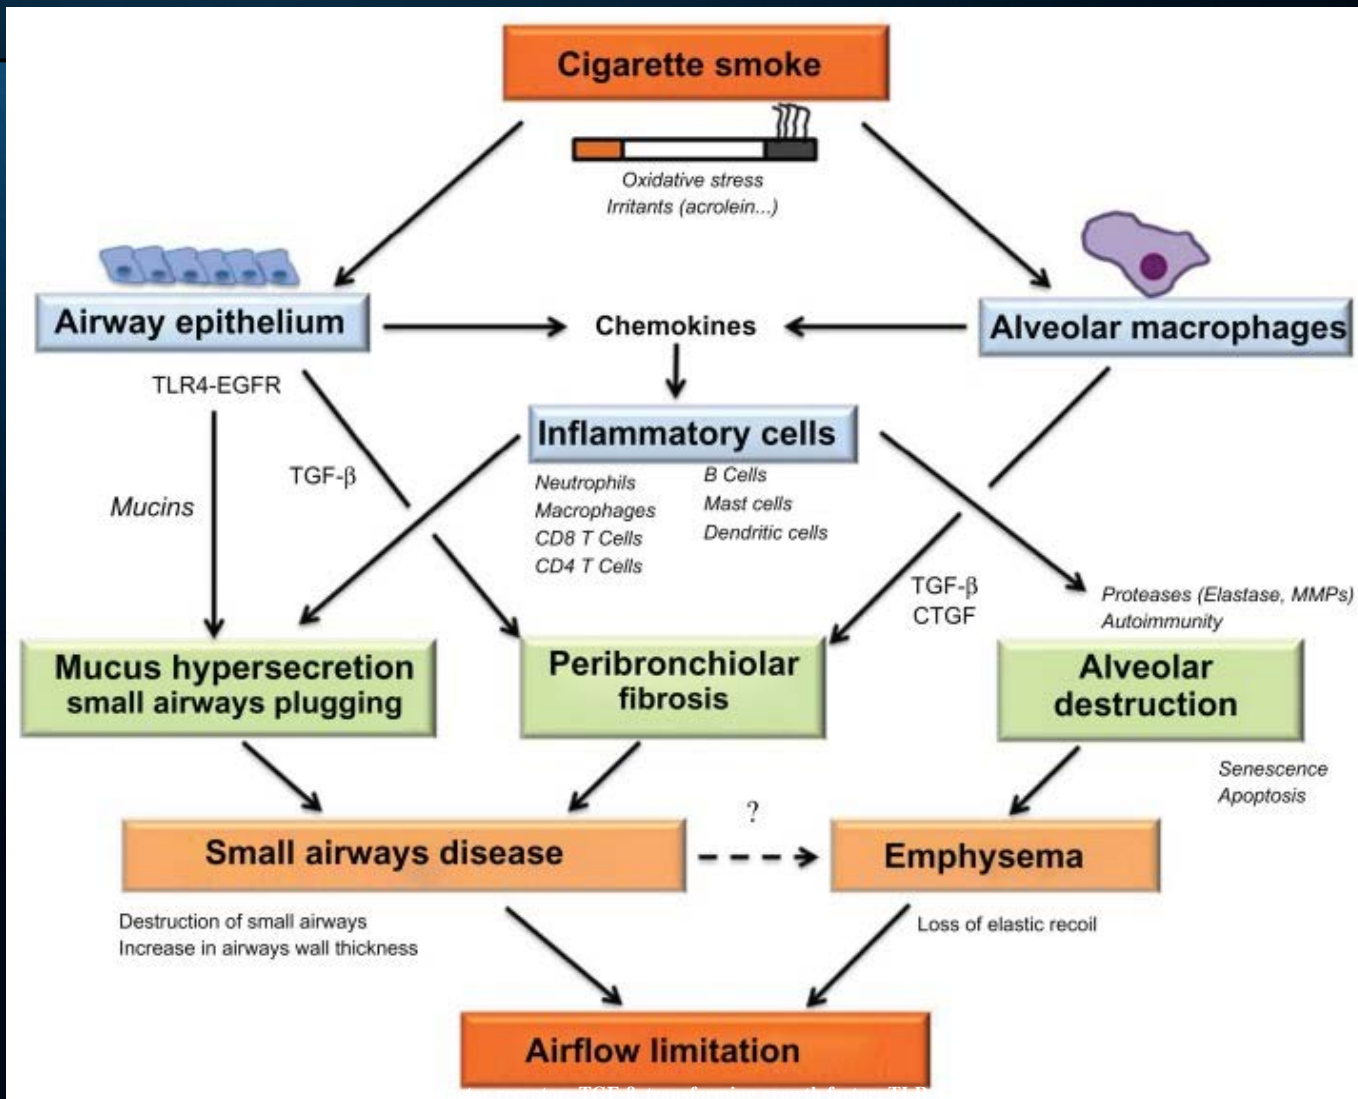 Cigarette smoke
Oxidative stress
Irritants (acrolein...)
Airway epithelium
Chemokines
Alveolar macrophages
TLR4-EGFR
Inflammatory cells
TGF-β
Mucins
Neutrophils
Macrophages
CD8 T Cells
CD4 T Cells
B Cells
Mast cells
Dendritic cells
TGF-β
CTGF
Proteases (Elastase, MMPs)
Autoimmunity
Mucus hypersecretion
small airways plugging
Peribronchiolar
fibrosis
Alveolar
destruction
Senescence
Apoptosis
?
Small airways disease
Emphysema
Destruction of small airways
Increase in airways wall thickness
Loss of elastic recoil
Airflow limitation